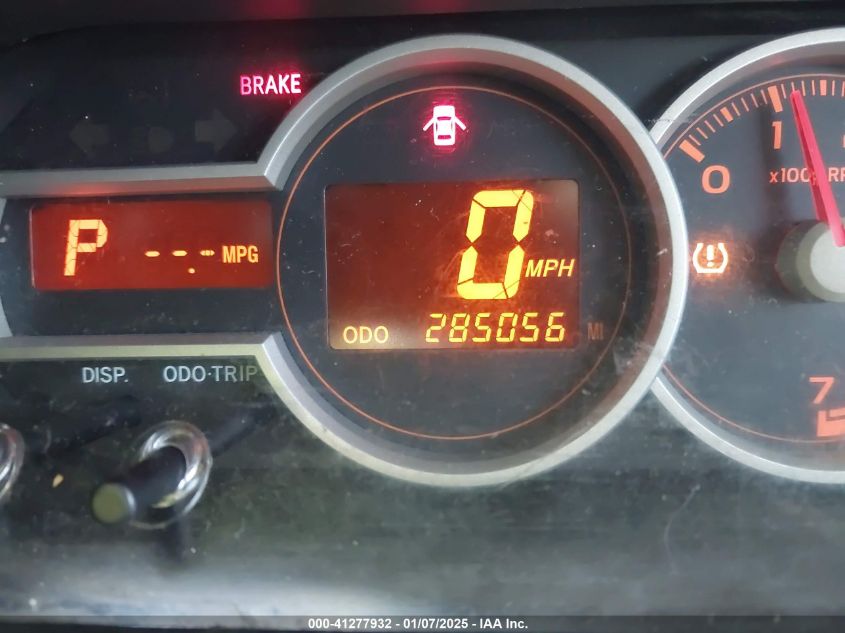 BRAKE
P --.- MPG
0 MPH
ODO 285056 MI
DISP. ODO·TRIP
0
1
7
000-41277932 - 01/07/2025 - IAA Inc.